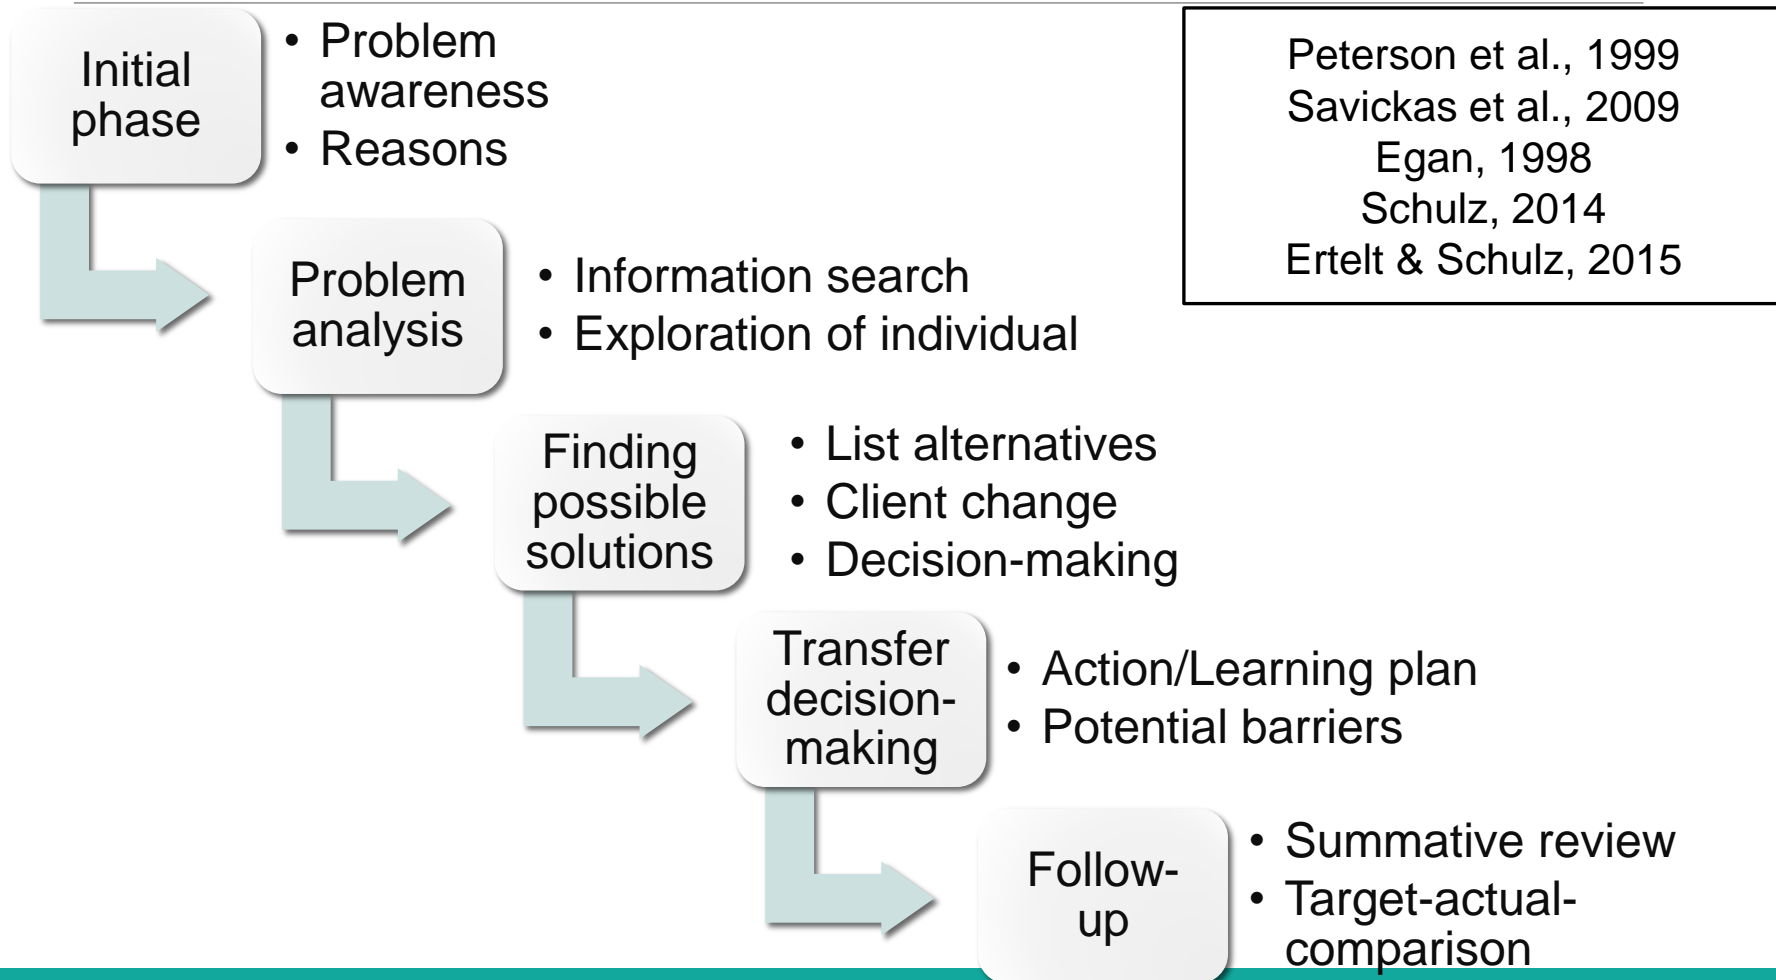 Initial
phase
• Problem
awareness
• Reasons
Peterson et al., 1999
Savickas et al., 2009
Egan, 1998
Schulz, 2014
Ertelt & Schulz, 2015
Problem
analysis
• Information search
• Exploration of individual
Finding
possible
solutions
• List alternatives
• Client change
• Decision-making
Transfer
decision-
making
• Action/Learning plan
• Potential barriers
Follow-
up
• Summative review
• Target-actual-
comparison